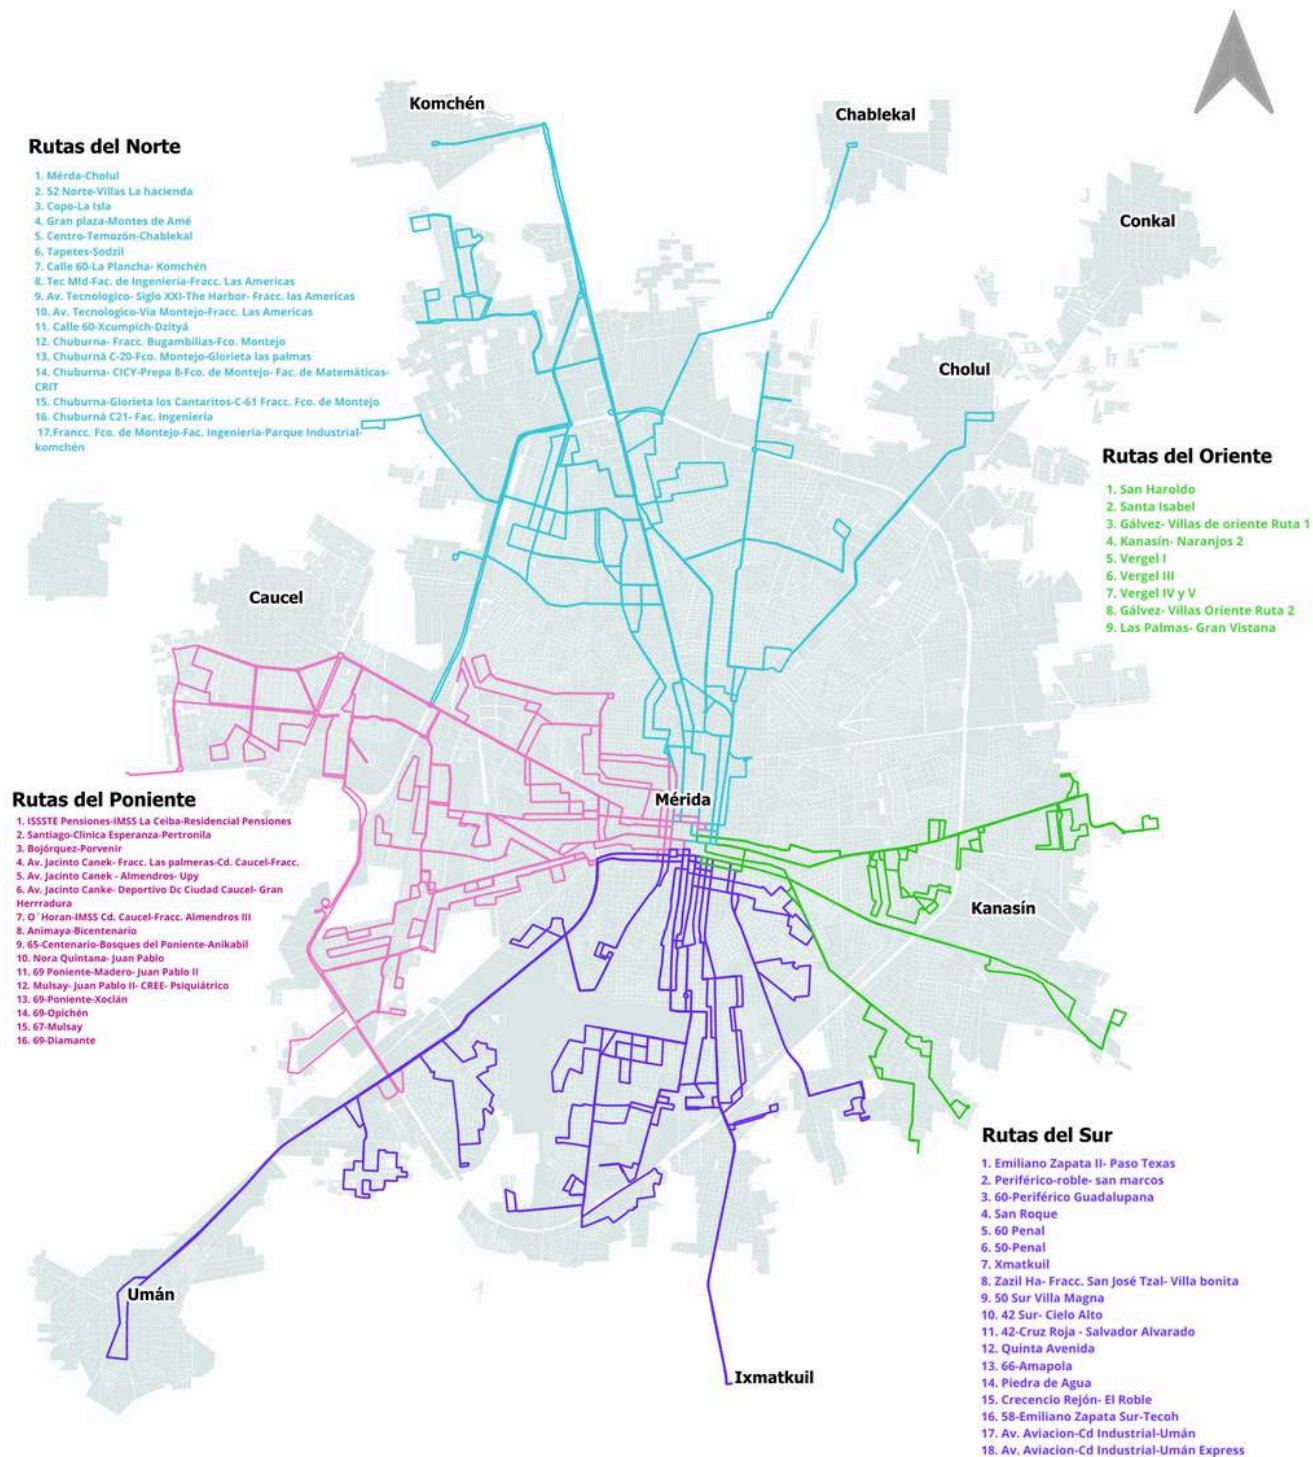 Komchén
Chablekal
Rutas del Norte
1. Mérda-Cholul
2. 52 Norte-Villas La hacienda
3. Copo-La Isla
4. Gran plaza-Montes de Amé
5. Centro-Temozón-Chablekal
6. Tapetes-Sodzil
7. Calle 60-La Plancha- Komchén
8. Tec MId-Fac. de Ingeniería-Fracc. Las Americas
9. Av. Tecnologico- Siglo XXI-The Harbor- Fracc. las Americas
10. Av. Tecnologico-Via Montejo-Fracc. Las Americas
11. Calle 60-Xcumpich-Dzityá
12. Chuburna- Fracc. Bugambilias-Fco. Montejo
13. Chuburná C-20-Fco. Montejo-Glorieta las palmas
14. Chuburna- CICY-Prepa 8-Fco. de Montejo- Fac. de Matemáticas-
CRIT
15. Chuburna-Glorieta los Cantaritos-C-61 Fracc. Fco. de Montejo
16. Chuburná C21- Fac. Ingenieria
17.Francc. Fco. de Montejo-Fac. Ingenieria-Parque Industrial-
komchén
Conkal
Cholul
Rutas del Oriente
1. San Haroldo
2. Santa Isabel
3. Gálvez- Villas de oriente Ruta 1
4. Kanasín- Naranjos 2
5. Vergel I
6. Vergel III
7. Vergel IV y V
8. Gálvez- Villas Oriente Ruta 2
9. Las Palmas- Gran Vistana
Caucel
Mérida
Rutas del Poniente
1. ISSSTE Pensiones-IMSS La Ceiba-Residencial Pensiones
2. Santiago-Clinica Esperanza-Pertronila
3. Bojórquez-Porvenir
4. Av. Jacinto Canek- Fracc. Las palmeras-Cd. Caucel-Fracc.
5. Av. Jacinto Canek - Almendros- Upy
6. Av. Jacinto Canke- Deportivo Dc Ciudad Caucel- Gran
Herrradura
7. O´Horan-IMSS Cd. Caucel-Fracc. Almendros III
8. Animaya-Bicentenario
9. 65-Centenario-Bosques del Poniente-Anikabil
10. Nora Quintana- Juan Pablo
11. 69 Poniente-Madero- Juan Pablo II
12. Mulsay- Juan Pablo II- CREE- Psiquiátrico
13. 69-Poniente-Xoclán
14. 69-Opichén
15. 67-Mulsay
16. 69-Diamante
Kanasín
Rutas del Sur
1. Emiliano Zapata II- Paso Texas
2. Periférico-roble- san marcos
3. 60-Periférico Guadalupana
4. San Roque
5. 60 Penal
6. 50-Penal
7. Xmatkuil
8. Zazil Ha- Fracc. San José Tzal- Villa bonita
9. 50 Sur Villa Magna
10. 42 Sur- Cielo Alto
11. 42-Cruz Roja - Salvador Alvarado
12. Quinta Avenida
13. 66-Amapola
14. Piedra de Agua
15. Crecencio Rejón- El Roble
16. 58-Emiliano Zapata Sur-Tecoh
17. Av. Aviacion-Cd Industrial-Umán
18. Av. Aviacion-Cd Industrial-Umán Express
Umán
Ixmatkuil